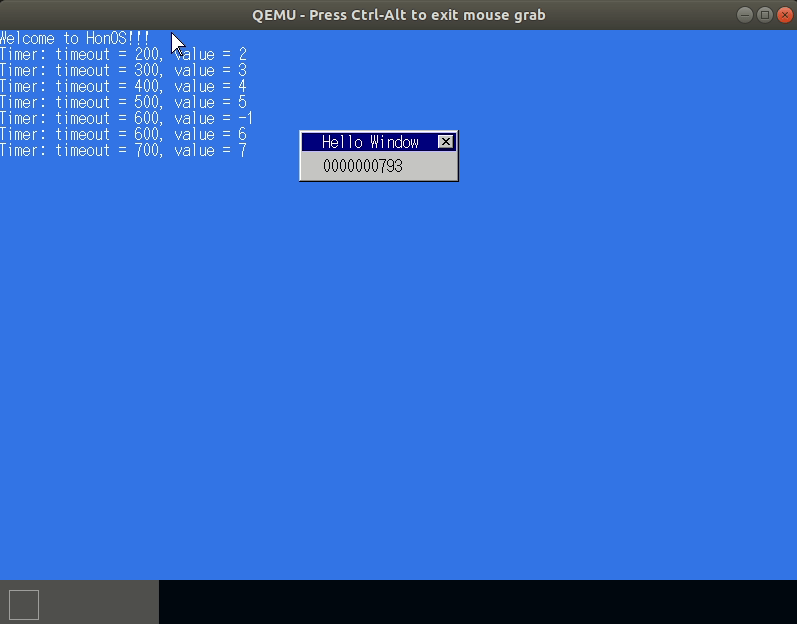 QEMU - Press Ctrl-Alt to exit mouse grab
Welcome to HonOS!!!
Timer: timeout = 200, value = 2
Timer: timeout = 300, value = 3
Timer: timeout = 400, value = 4
Timer: timeout = 500, value = 5
Timer: timeout = 600, value = -1
Timer: timeout = 600, value = 6
Timer: timeout = 700, value = 7
Hello Window
0000000793